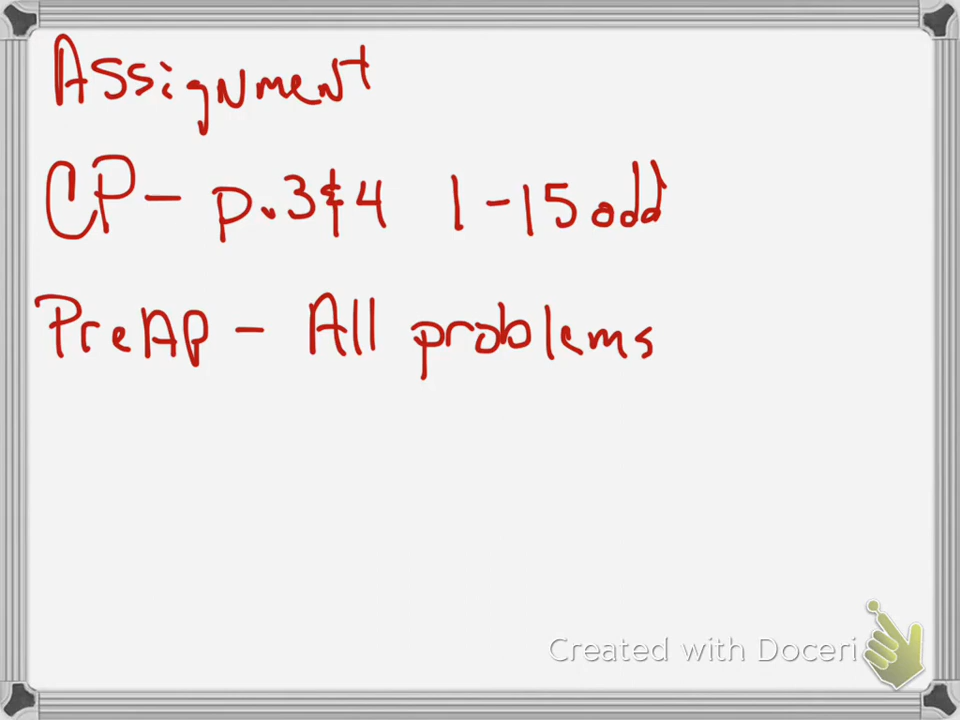 Assignment
CP- p.3&4 1-15 odd
PreAP - All problems
Created with Doceri